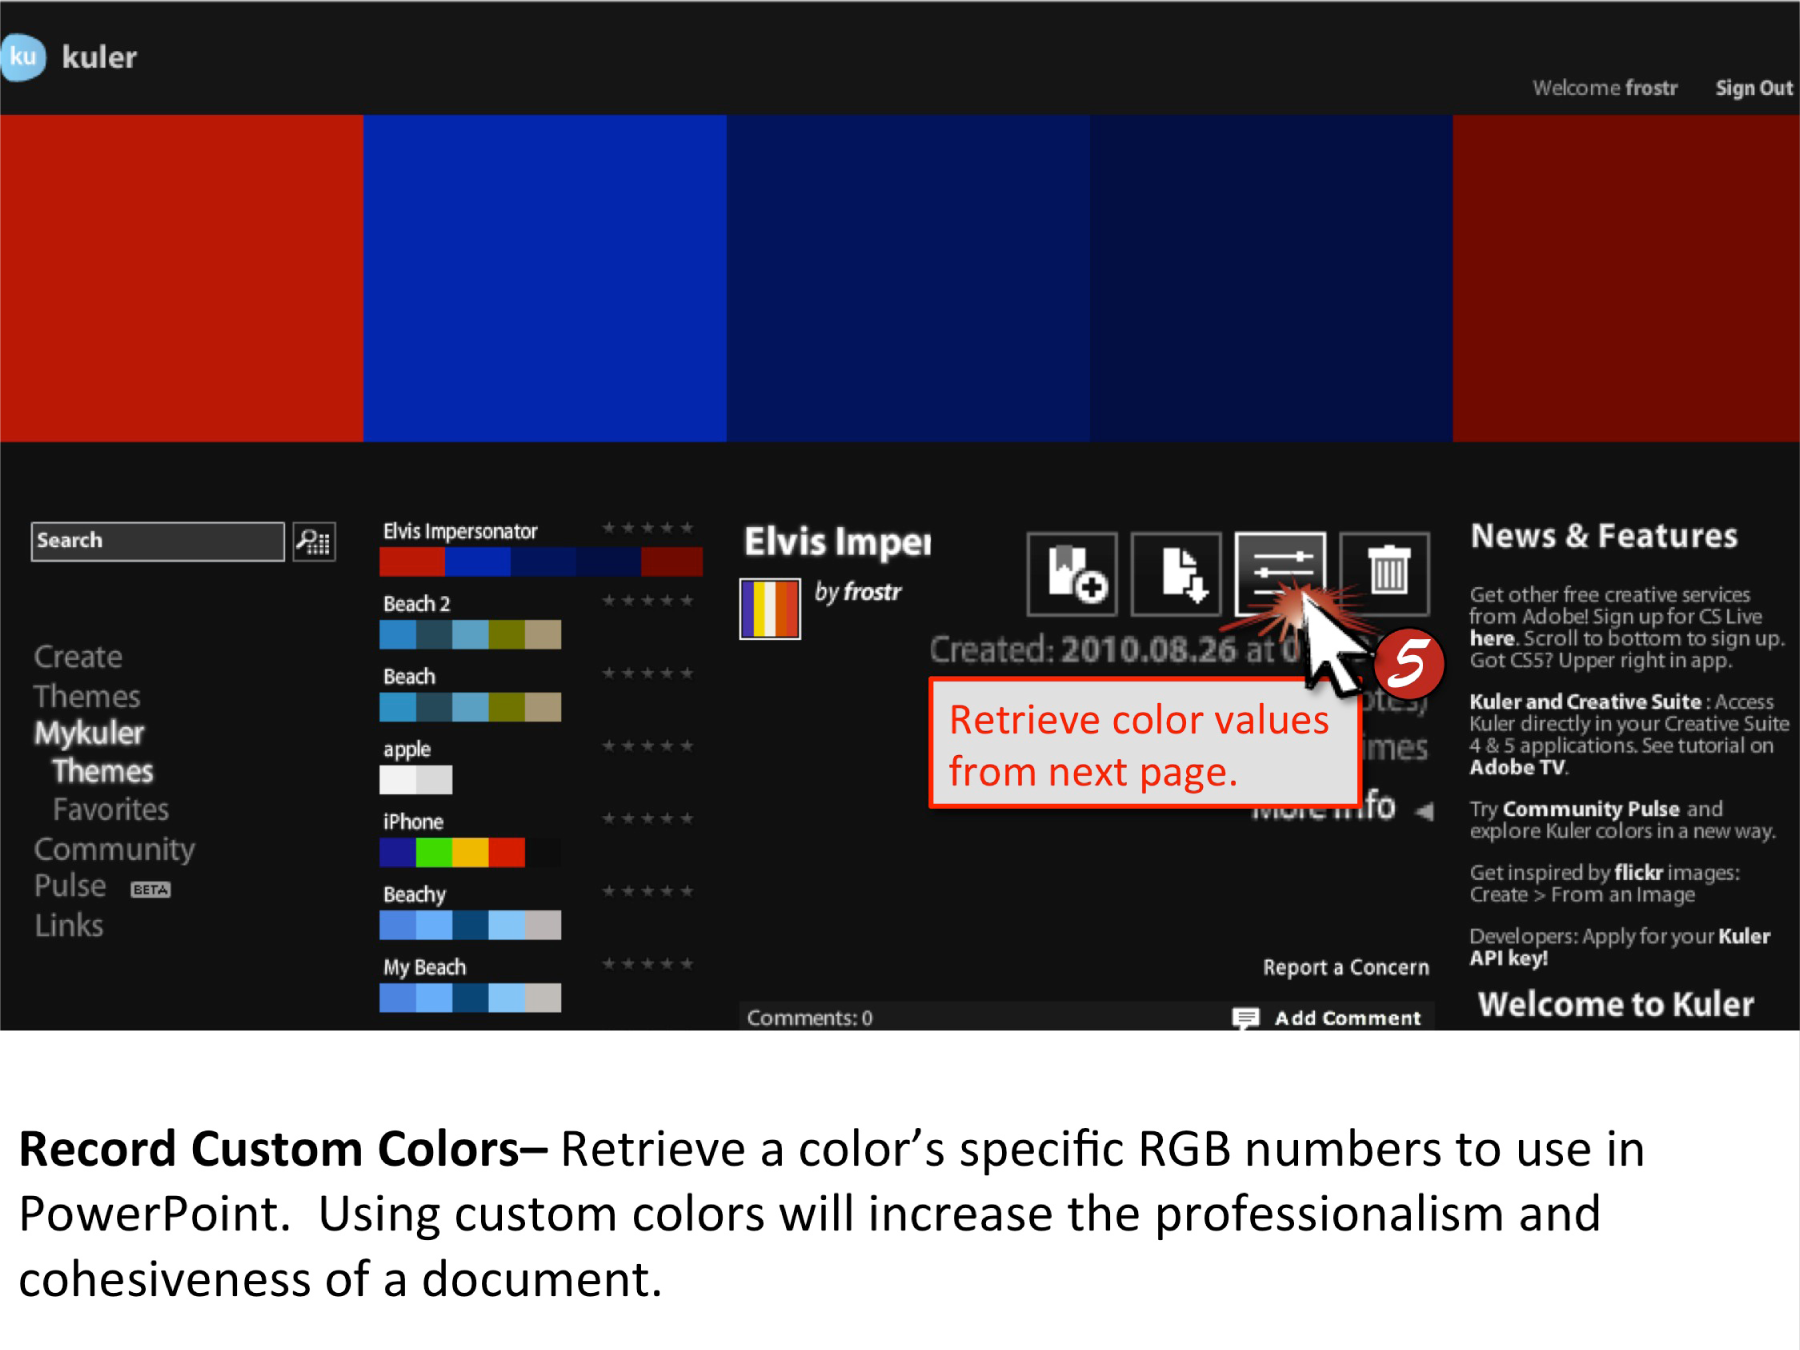 ku kuler
Welcome frostr Sign Out
Search
Create
Themes
Mykuler
Themes
Favorites
Community
Pulse BETA
Links
Elvis Impersonator
Beach 2
Beach
apple
iPhone
Beachy
My Beach
Elvis Imper
by frostr
Created: 2010.08.26 at 0
5
Retrieve color values
from next page.
otes)
imes
More Info
Report a Concern
Comments: 0
Add Comment
News & Features
Get other free creative services
from Adobe! Sign up for CS Live
here. Scroll to bottom to sign up.
Got CS5? Upper right in app.
Kuler and Creative Suite : Access
Kuler directly in your Creative Suite
4 & 5 applications. See tutorial on
Adobe TV.
Try Community Pulse and
explore Kuler colors in a new way.
Get inspired by flickr images:
Create > From an Image
Developers: Apply for your Kuler
API key!
Welcome to Kuler
Record Custom Colors– Retrieve a color’s specific RGB numbers to use in
PowerPoint.  Using custom colors will increase the professionalism and
cohesiveness of a document.